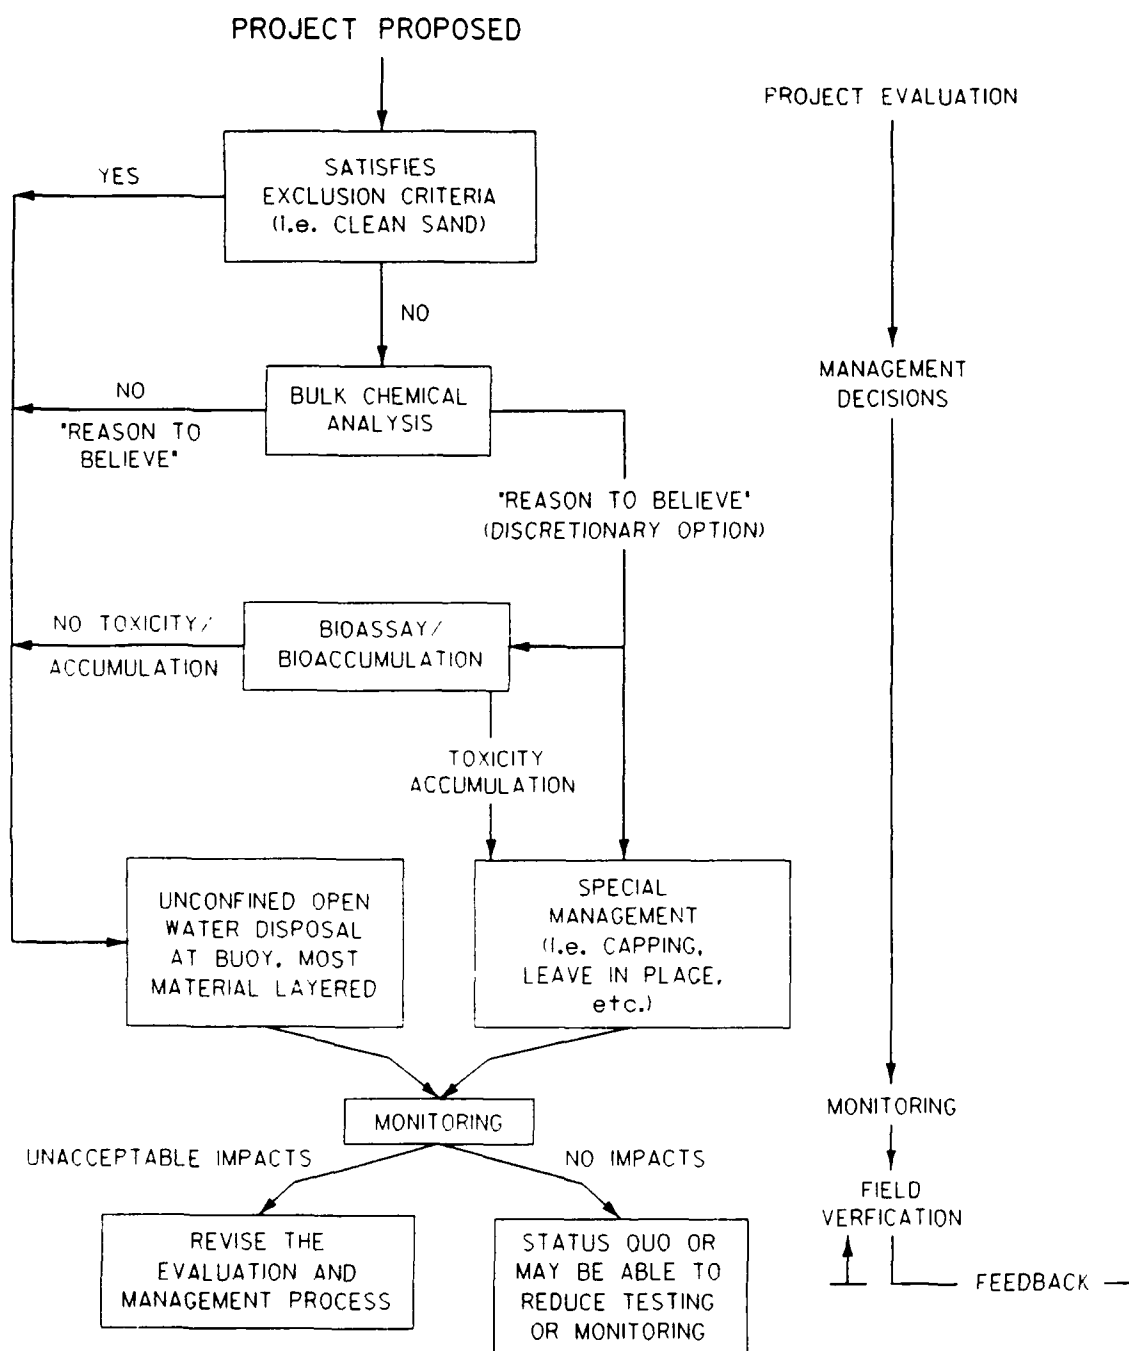 PROJECT PROPOSED
SATISFIES
EXCLUSION CRITERIA
(i.e. CLEAN SAND)
YES
NO
BULK CHEMICAL
ANALYSIS
NO
"REASON TO
BELIEVE"
"REASON TO BELIEVE"
(DISCRETIONARY OPTION)
BIOASSAY/
BIOACCUMULATION
NO TOXICITY/
ACCUMULATION
TOXICITY
ACCUMULATION
UNCONFINED OPEN
WATER DISPOSAL
AT BUOY, MOST
MATERIAL LAYERED
SPECIAL
MANAGEMENT
(i.e. CAPPING,
LEAVE IN PLACE,
etc.)
MONITORING
UNACCEPTABLE IMPACTS
NO IMPACTS
REVISE THE
EVALUATION AND
MANAGEMENT PROCESS
STATUS QUO OR
MAY BE ABLE TO
REDUCE TESTING
OR MONITORING
PROJECT EVALUATION
MANAGEMENT
DECISIONS
MONITORING
FIELD
VERFICATION
FEEDBACK